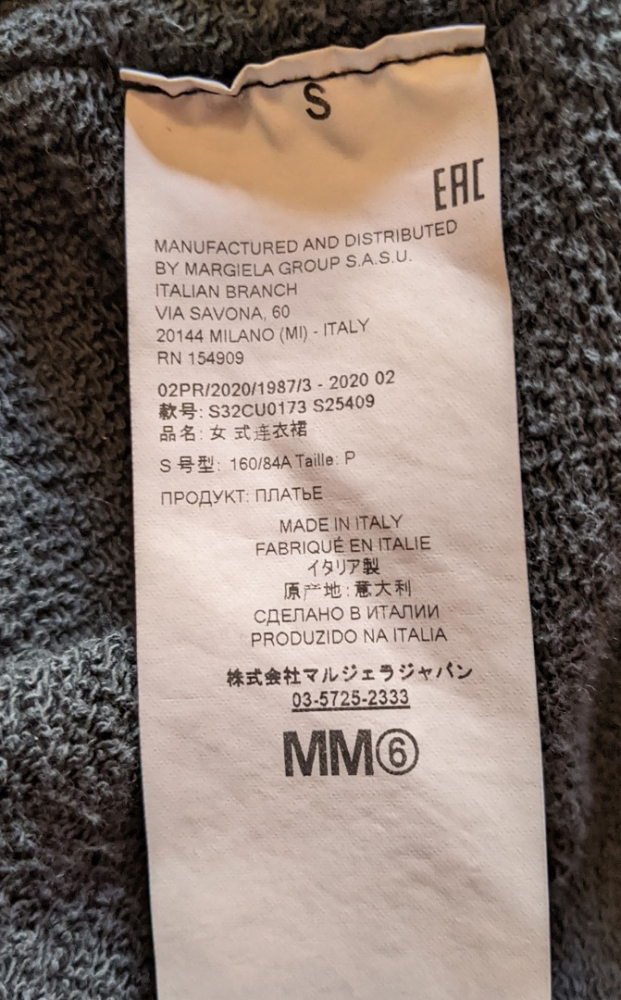 S
EAC
MANUFACTURED AND DISTRIBUTED
BY MARGIELA GROUP S.A.S.U.
ITALIAN BRANCH
VIA SAVONA, 60
20144 MILANO (MI) - ITALY
RN 154909
02PR/2020/1987/3 - 2020 02
款号: S32CU0173 S25409
品名: 女 式连衣裙
S 号型: 160/84A Taille: P
ПРОДУКТ: ПЛАТЬЕ
MADE IN ITALY
FABRIQUÉ EN ITALIE
イタリア製
原产地:意大利
СДЕЛАНО В ИТАЛИИ
PRODUZIDO NA ITALIA
株式会社マルジェラジャパン
03-5725-2333
MM⑥